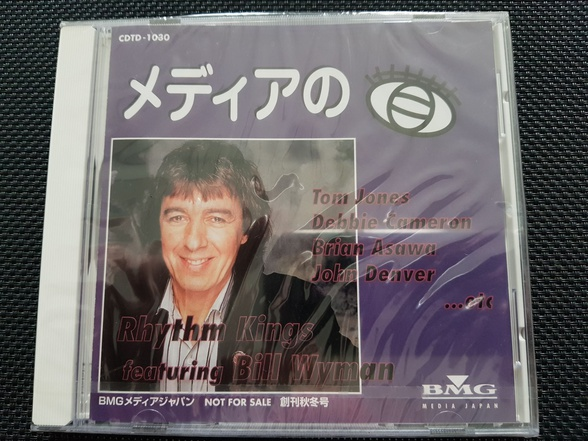 CDTD-1030
メディアの
Tom Jones
Debbie Cameron
Brian Asawa
John Denver
...etc
Rhythm Kings
featuring Bill Wyman
BMGメディアジャパン NOT FOR SALE 創刊秋冬号
BMG
MEDIA JAPAN